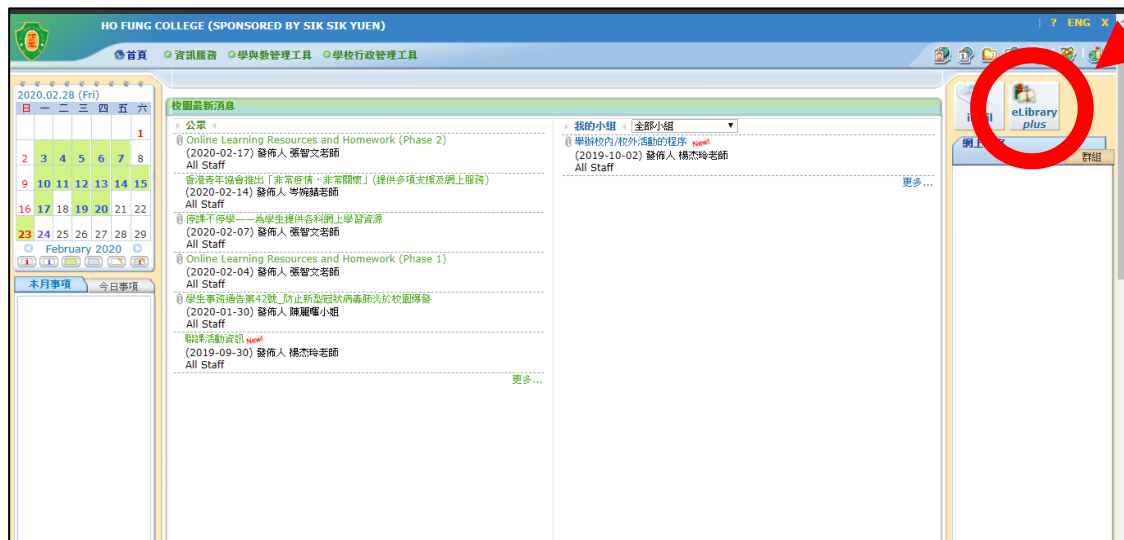 HO FUNG COLLEGE (SPONSORED BY SIK SIK YUEN)
? ENG X
首頁 資訊服務 學與教管理工具 學校行政管理工具
2020.02.28 (Fri)
日 一 二 三 四 五 六
1
2 3 4 5 6 7 8
9 10 11 12 13 14 15
16 17 18 19 20 21 22
23 24 25 26 27 28 29
February 2020
本月事項 今日事項
校園最新消息
公眾
Online Learning Resources and Homework (Phase 2)
(2020-02-17) 發佈人 張智文老師
All Staff
香港青年協會推出「非常疫情．非常關懷」(提供多項支援及網上服務)
(2020-02-14) 發佈人
All Staff
停課不停學——為學生提供各科網上學習資源
(2020-02-07) 發佈人 張智文老師
All Staff
Online Learning Resources and Homework (Phase 1)
(2020-02-04) 發佈人 張智文老師
All Staff
學生事務通告第42號_防止新型冠狀病毒肺炎於校園爆發
(2020-01-30) 發佈人 陳麗暉小姐
All Staff
聯課活動資訊 New!
(2019-09-30) 發佈人 楊杰玲老師
All Staff
更多...
我的小組 全部小組
舉辦校內/校外活動的程序 New!
(2019-10-02) 發佈人 楊杰玲老師
All Staff
更多...
eLibrary
plus
網上
群組